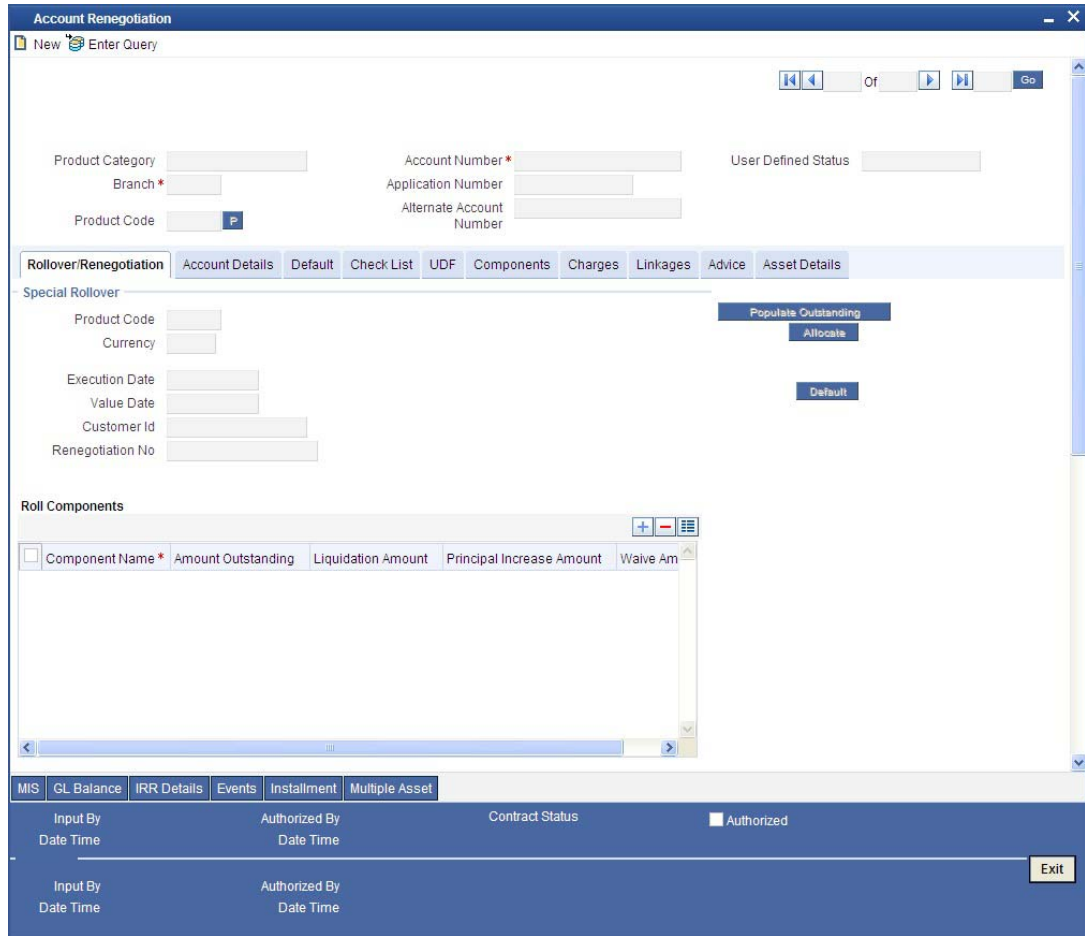 Account Renegotiation
New Enter Query
Of Go
Product Category Account Number* User Defined Status
Branch* Application Number
Product Code P Alternate Account Number
Rollover/Renegotiation Account Details Default Check List UDF Components Charges Linkages Advice Asset Details
Special Rollover
Product Code
Populate Outstanding
Currency
Allocate
Execution Date
Default
Value Date
Customer Id
Renegotiation No
Roll Components
Component Name * Amount Outstanding Liquidation Amount Principal Increase Amount Waive Am
MIS GL Balance IRR Details Events Installment Multiple Asset
Input By Authorized By Contract Status Authorized
Date Time Date Time
Exit
Input By Authorized By
Date Time Date Time